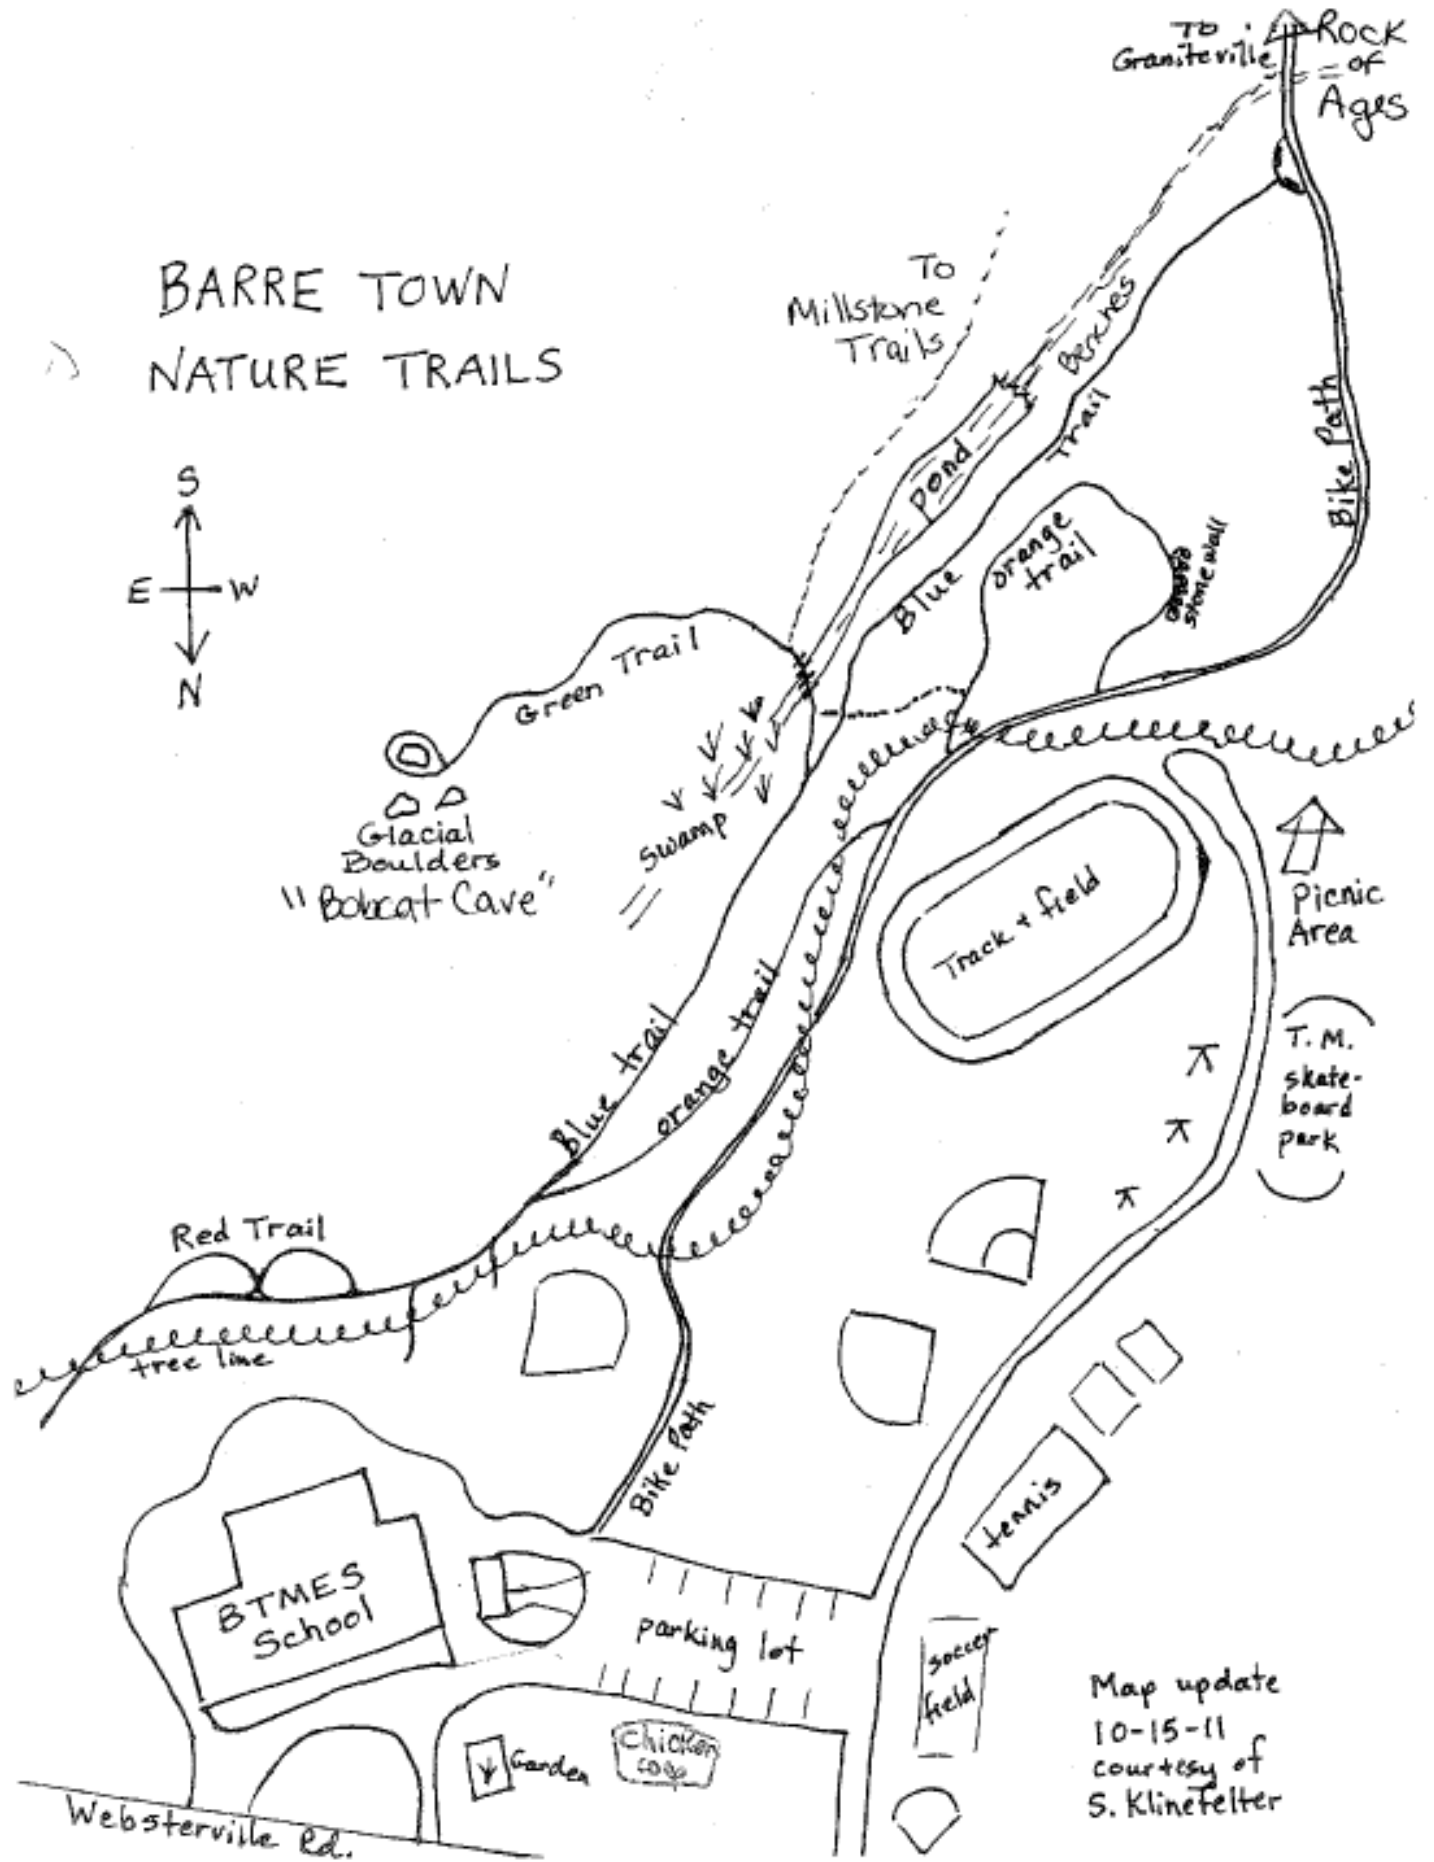 To
Graniteville
Rock
of
Ages
BARRE TOWN
NATURE TRAILS
To
Millstone
Trails
Benches
Trail
Bike Path
S
E W
N
Pond
Blue
orange
trail
stone wall
Green Trail
Glacial
Boulders
"Bobcat Cave"
swamp
Track & field
Picnic
Area
T.M.
skate-
board
park
Blue trail
orange trail
Red Trail
tree line
Bike Path
tennis
BTMES
School
parking lot
soccer
field
Garden
Chicken
coop
Websterville Rd.
Map update
10-15-11
courtesy of
S. Klinefelter